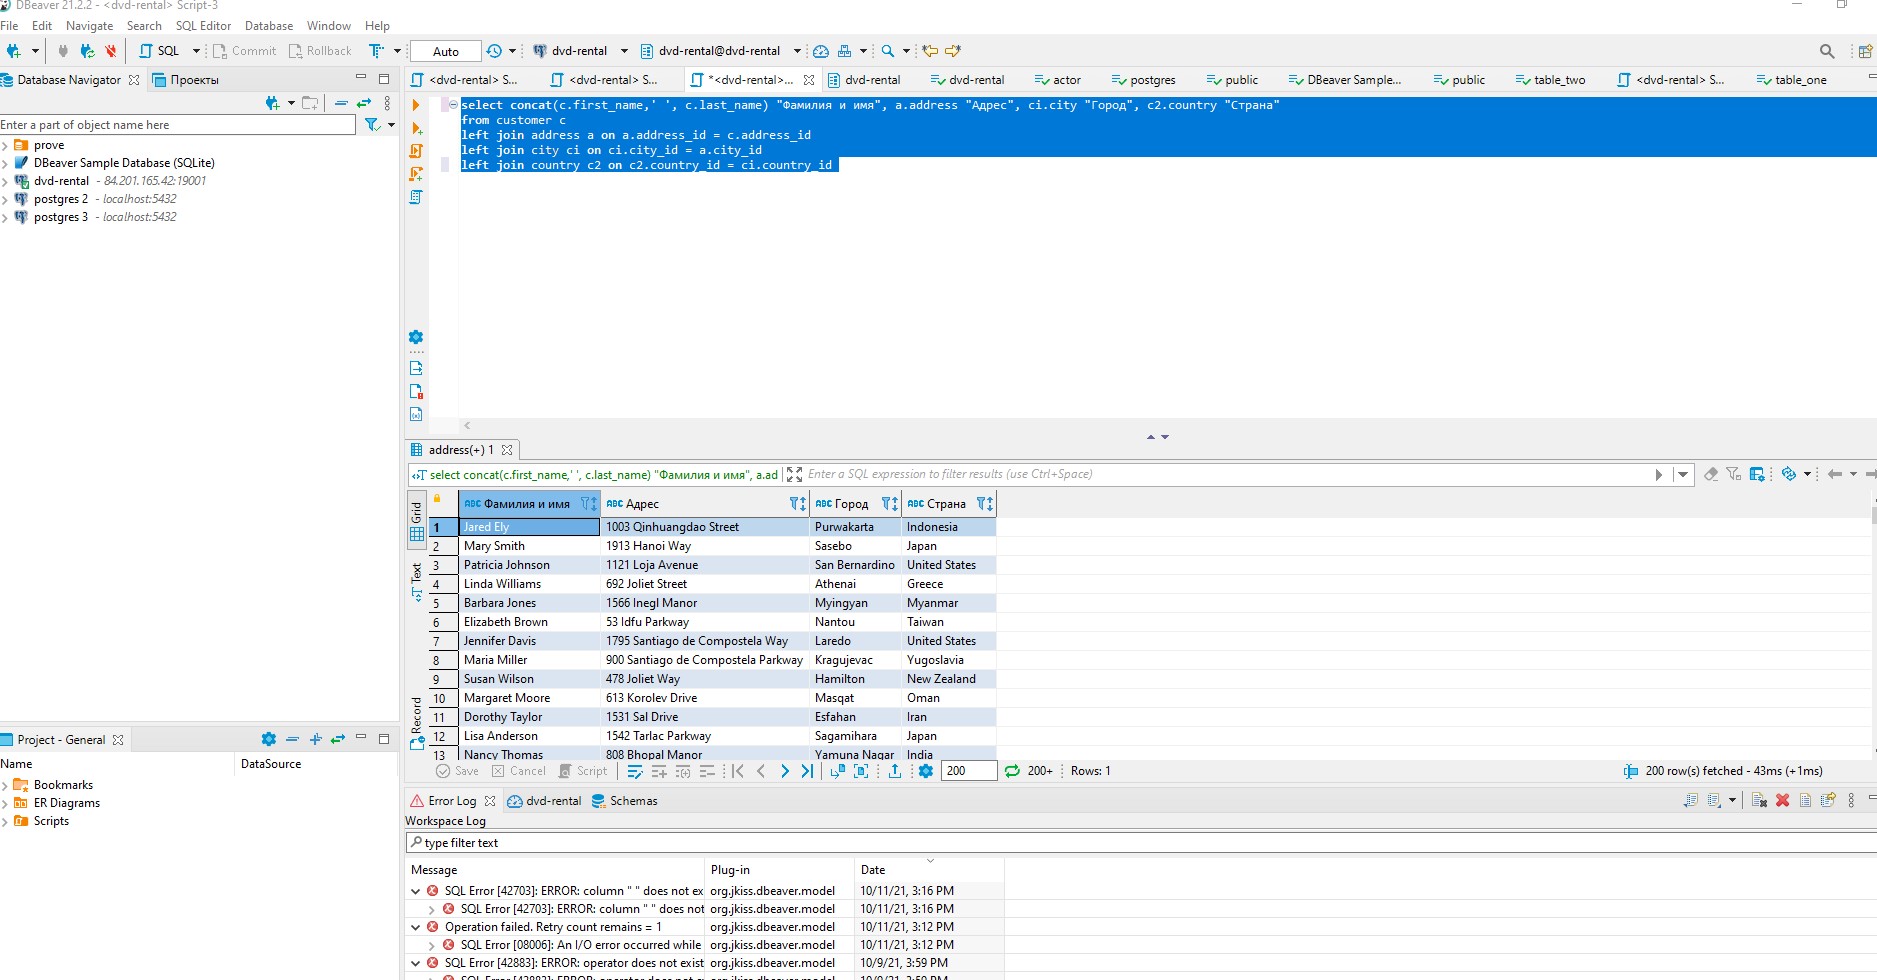 DBeaver 21.2.2 - <dvd-rental> Script-3
File Edit Navigate Search SQL Editor Database Window Help
SQL Commit Rollback Auto dvd-rental dvd-rental@dvd-rental
Database Navigator Проекты
<dvd-rental> S... <dvd-rental> S... *<dvd-rental>... dvd-rental dvd-rental actor postgres public DBeaver Sample... public table_two <dvd-rental> S... table_one
Enter a part of object name here
prove
DBeaver Sample Database (SQLite)
dvd-rental - 84.201.165.42:19001
postgres 2 - localhost:5432
postgres 3 - localhost:5432
select concat(c.first_name,' ', c.last_name) "Фамилия и имя", a.address "Адрес", ci.city "Город", c2.country "Страна"
from customer c
left join address a on a.address_id = c.address_id
left join city ci on ci.city_id = a.city_id
left join country c2 on c2.country_id = ci.country_id
address(+) 1
select concat(c.first_name,' ', c.last_name) "Фамилия и имя", a.ad Enter a SQL expression to filter results (use Ctrl+Space)
Grid
Text
Record
ABC Фамилия и имя ABC Адрес ABC Город ABC Страна
1 Jared Ely 1003 Qinhuangdao Street Purwakarta Indonesia
2 Mary Smith 1913 Hanoi Way Sasebo Japan
3 Patricia Johnson 1121 Loja Avenue San Bernardino United States
4 Linda Williams 692 Joliet Street Athenai Greece
5 Barbara Jones 1566 Inegl Manor Myingyan Myanmar
6 Elizabeth Brown 53 Idfu Parkway Nantou Taiwan
7 Jennifer Davis 1795 Santiago de Compostela Way Laredo United States
8 Maria Miller 900 Santiago de Compostela Parkway Kragujevac Yugoslavia
9 Susan Wilson 478 Joliet Way Hamilton New Zealand
10 Margaret Moore 613 Korolev Drive Masqat Oman
11 Dorothy Taylor 1531 Sal Drive Esfahan Iran
12 Lisa Anderson 1542 Tarlac Parkway Sagamihara Japan
13 Nancy Thomas 808 Bhopal Manor Yamuna Nagar India
Save Cancel Script 200 200+ Rows: 1 200 row(s) fetched - 43ms (+1ms)
Project - General
Name DataSource
Bookmarks
ER Diagrams
Scripts
Error Log dvd-rental Schemas
Workspace Log
type filter text
Message Plug-in Date
SQL Error [42703]: ERROR: column " " does not ex org.jkiss.dbeaver.model 10/11/21, 3:16 PM
SQL Error [42703]: ERROR: column " " does not org.jkiss.dbeaver.model 10/11/21, 3:16 PM
Operation failed. Retry count remains = 1 org.jkiss.dbeaver.model 10/11/21, 3:12 PM
SQL Error [08006]: An I/O error occurred while org.jkiss.dbeaver.model 10/11/21, 3:12 PM
SQL Error [42883]: ERROR: operator does not exist org.jkiss.dbeaver.model 10/9/21, 3:59 PM